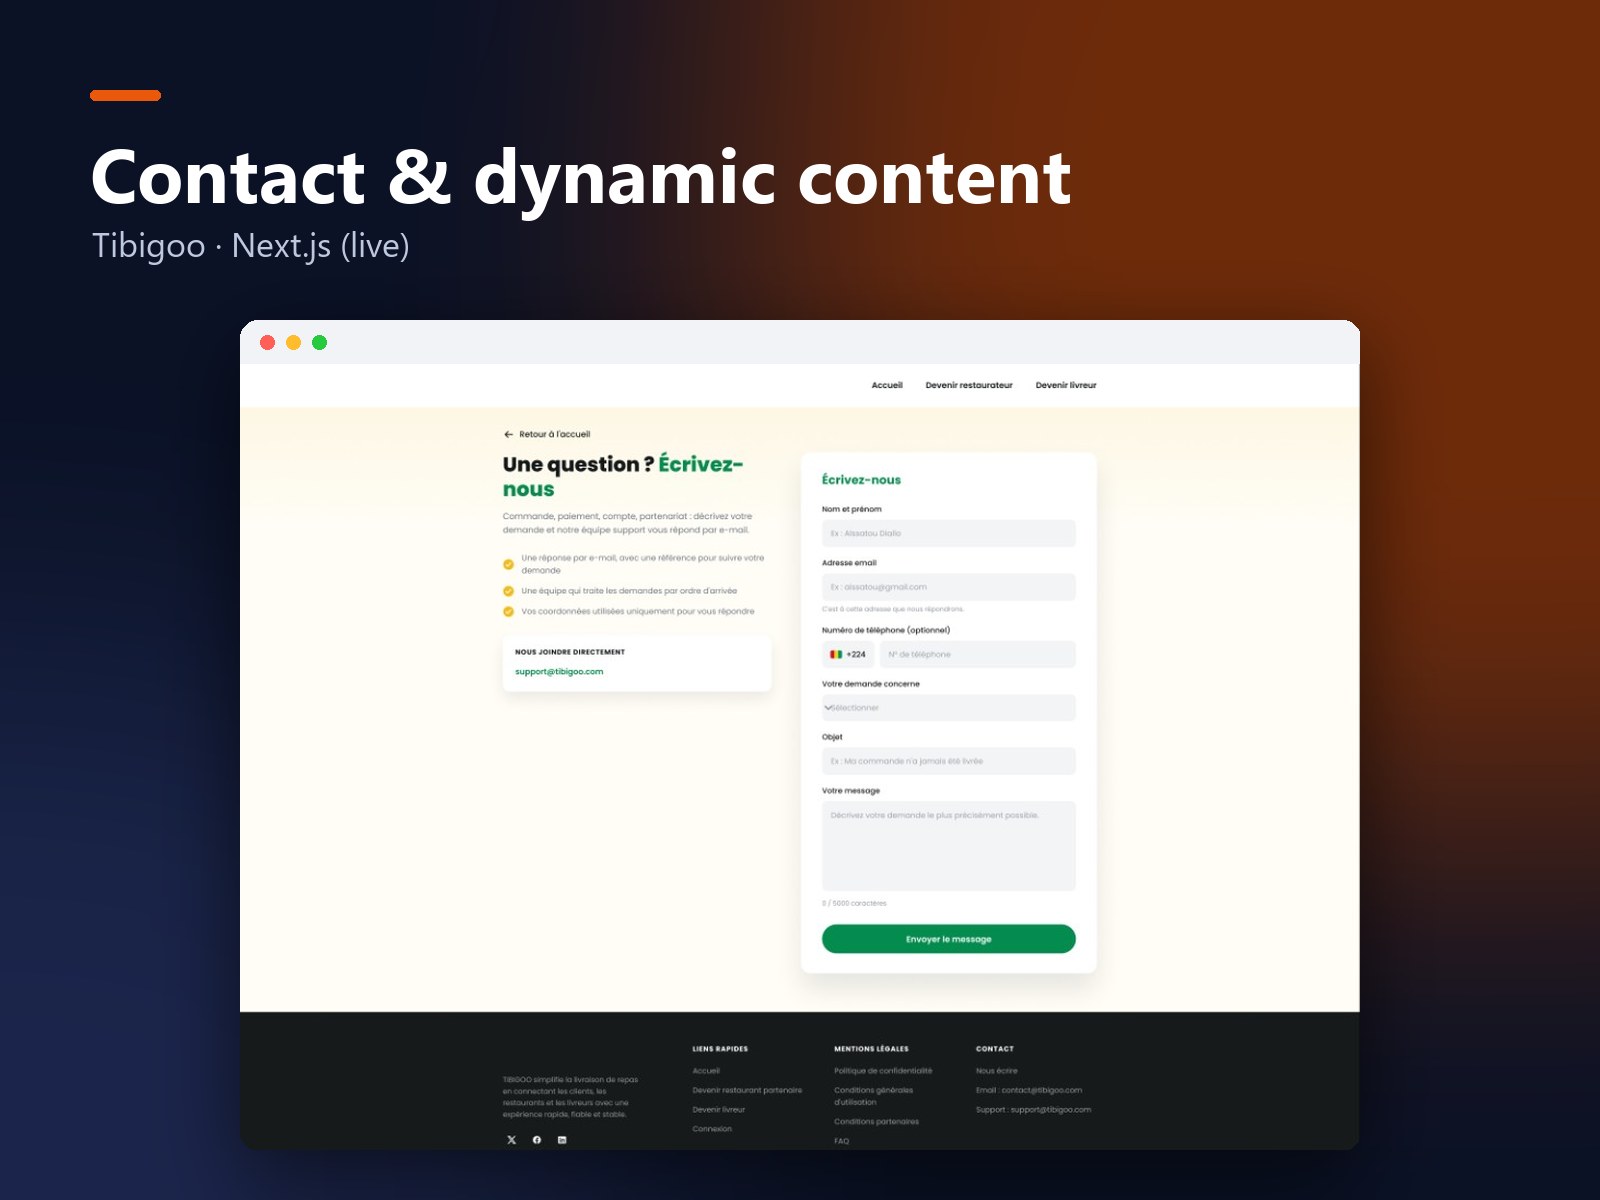 Contact & dynamic content
Tibigoo · Next.js (live)
Accueil
Devenir restaurateur
Devenir livreur
← Retour à l'accueil
Une question ? Écrivez-
nous
Commande, paiement, compte, partenariat : décrivez votre
demande et notre équipe support vous répond par e-mail.
Une réponse par e-mail, avec une référence pour suivre votre
demande
Une équipe qui traite les demandes par ordre d'arrivée
Vos coordonnées utilisées uniquement pour vous répondre
NOUS JOINDRE DIRECTEMENT
support@tibigoo.com
Écrivez-nous
Nom et prénom
Ex : Aissatou Diallo
Adresse email
Ex : aissatou@gmail.com
C'est à cette adresse que nous répondrons.
Numéro de téléphone (optionnel)
+224
N° de téléphone
Votre demande concerne
Sélectionner
Objet
Ex : Ma commande n'a jamais été livrée
Votre message
Décrivez votre demande le plus précisément possible.
0 / 5000 caractères
Envoyer le message
TIBIGOO simplifie la livraison de repas
en connectant les clients, les
restaurants et les livreurs avec une
expérience rapide, fiable et stable.
LIENS RAPIDES
Accueil
Devenir restaurant partenaire
Devenir livreur
Connexion
MENTIONS LÉGALES
Politique de confidentialité
Conditions générales
d'utilisation
Conditions partenaires
FAQ
CONTACT
Nous écrire
Email : contact@tibigoo.com
Support : support@tibigoo.com